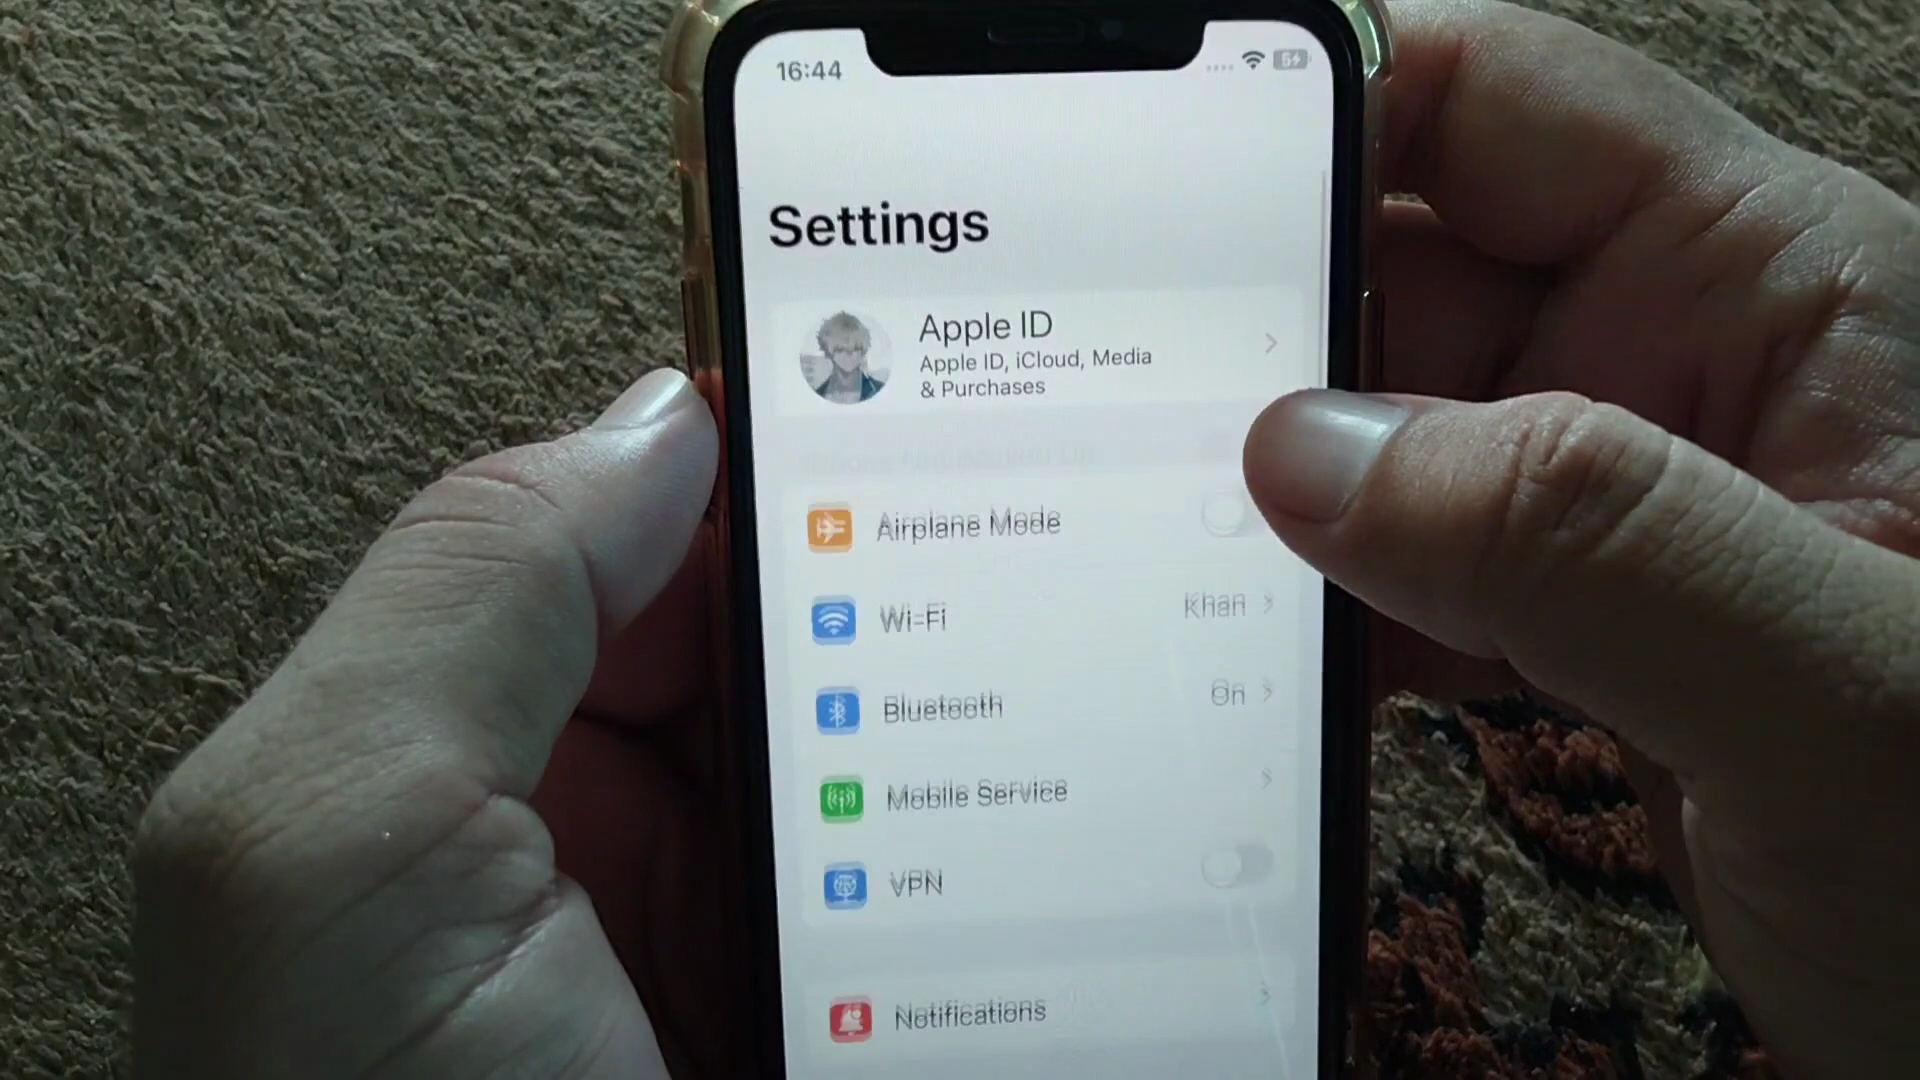 16:44
54
Settings
Apple ID
Apple ID, iCloud, Media
& Purchases
Airplane Mode
Wi-Fi Khan
Bluetooth On
Mobile Service
VPN
Notifications